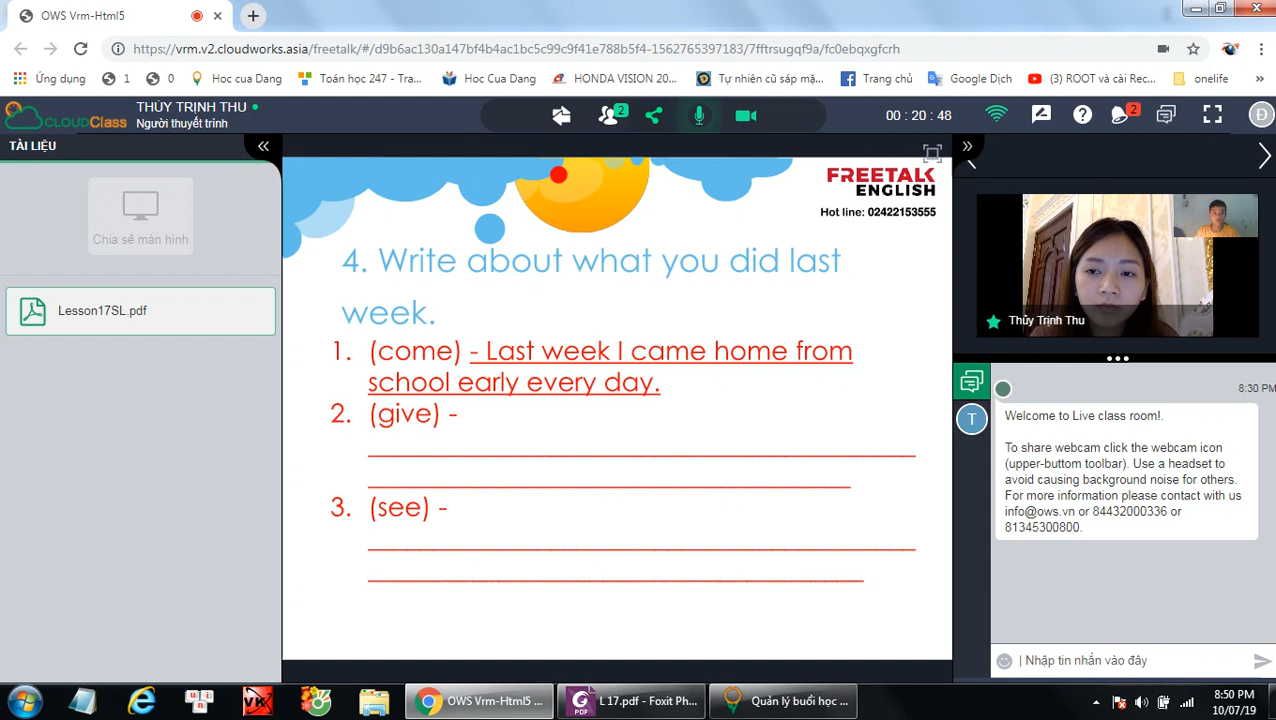 OWS Vrm-Html5
https://vrm.v2.cloudworks.asia/freetalk/#/d9b6ac130a147bf4b4ac1bc5c99c9f41e788b5f4-1562765397183/7fftrsugqf9a/fc0ebqxgfcrh
Ứng dụng 1 0 Học cua Dang Toán học 247 - Tra... Học Cua Dang HONDA VISION 20... Tự nhiên cũ sáp mặ... Trang chủ Google Dịch (3) ROOT và cài Rec... onelife »
CLOUDClass
THỦY TRỊNH THU
Người thuyết trình
2
00 : 20 : 48
2
Đ
TÀI LIỆU
Chia sẻ màn hình
Lesson17SL.pdf
FREETALK
ENGLISH
Hot line: 02422153555
4. Write about what you did last
week.
1. (come) - Last week I came home from
school early every day.
2. (give) -
3. (see) -
Thủy Trịnh Thu
8:30 PM
T
Welcome to Live class room!.
To share webcam click the webcam icon
(upper-buttom toolbar). Use a headset to
avoid causing background noise for others.
For more information please contact with us
info@ows.vn or 84432000336 or
81345300800.
Nhập tin nhắn vào đây
OWS Vrm-Html5 ...
PDF
L 17.pdf - Foxit Ph...
Quản lý buổi học ...
8:50 PM
10/07/19